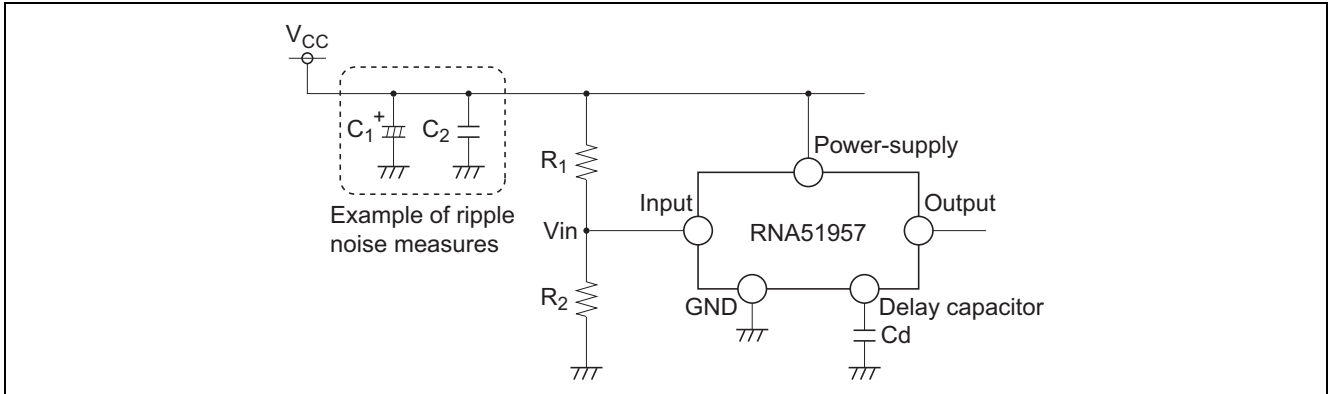 VCC
C1
+
C2
Example of ripple
noise measures
R1
Vin
R2
Input
Power-supply
Output
RNA51957
GND
Delay capacitor
Cd